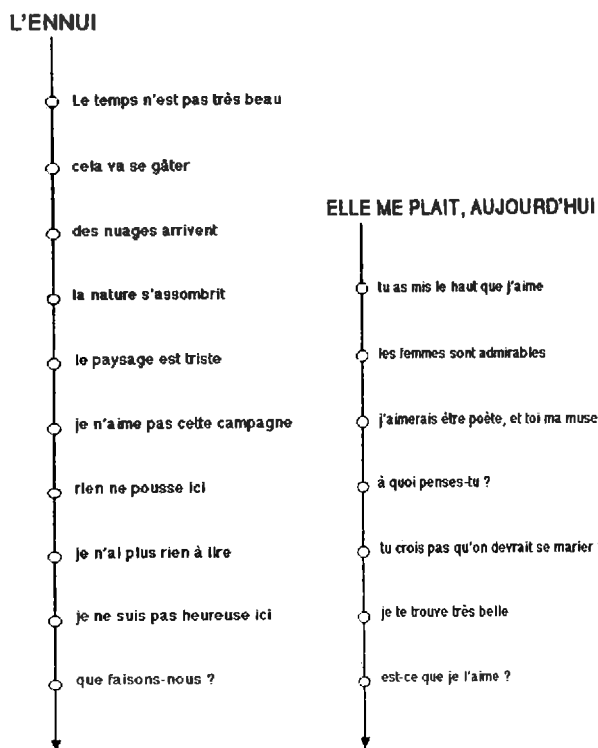 L'ENNUI
Le temps n'est pas très beau
cela va se gâter
des nuages arrivent
la nature s'assombrit
le paysage est triste
je n'aime pas cette campagne
rien ne pousse ici
je n'ai plus rien à lire
je ne suis pas heureuse ici
que faisons-nous ?
ELLE ME PLAIT, AUJOURD'HUI
tu as mis le haut que j'aime
les femmes sont admirables
j'aimerais être poète, et toi ma muse
à quoi penses-tu ?
tu crois pas qu'on devrait se marier
je te trouve très belle
est-ce que je l'aime ?